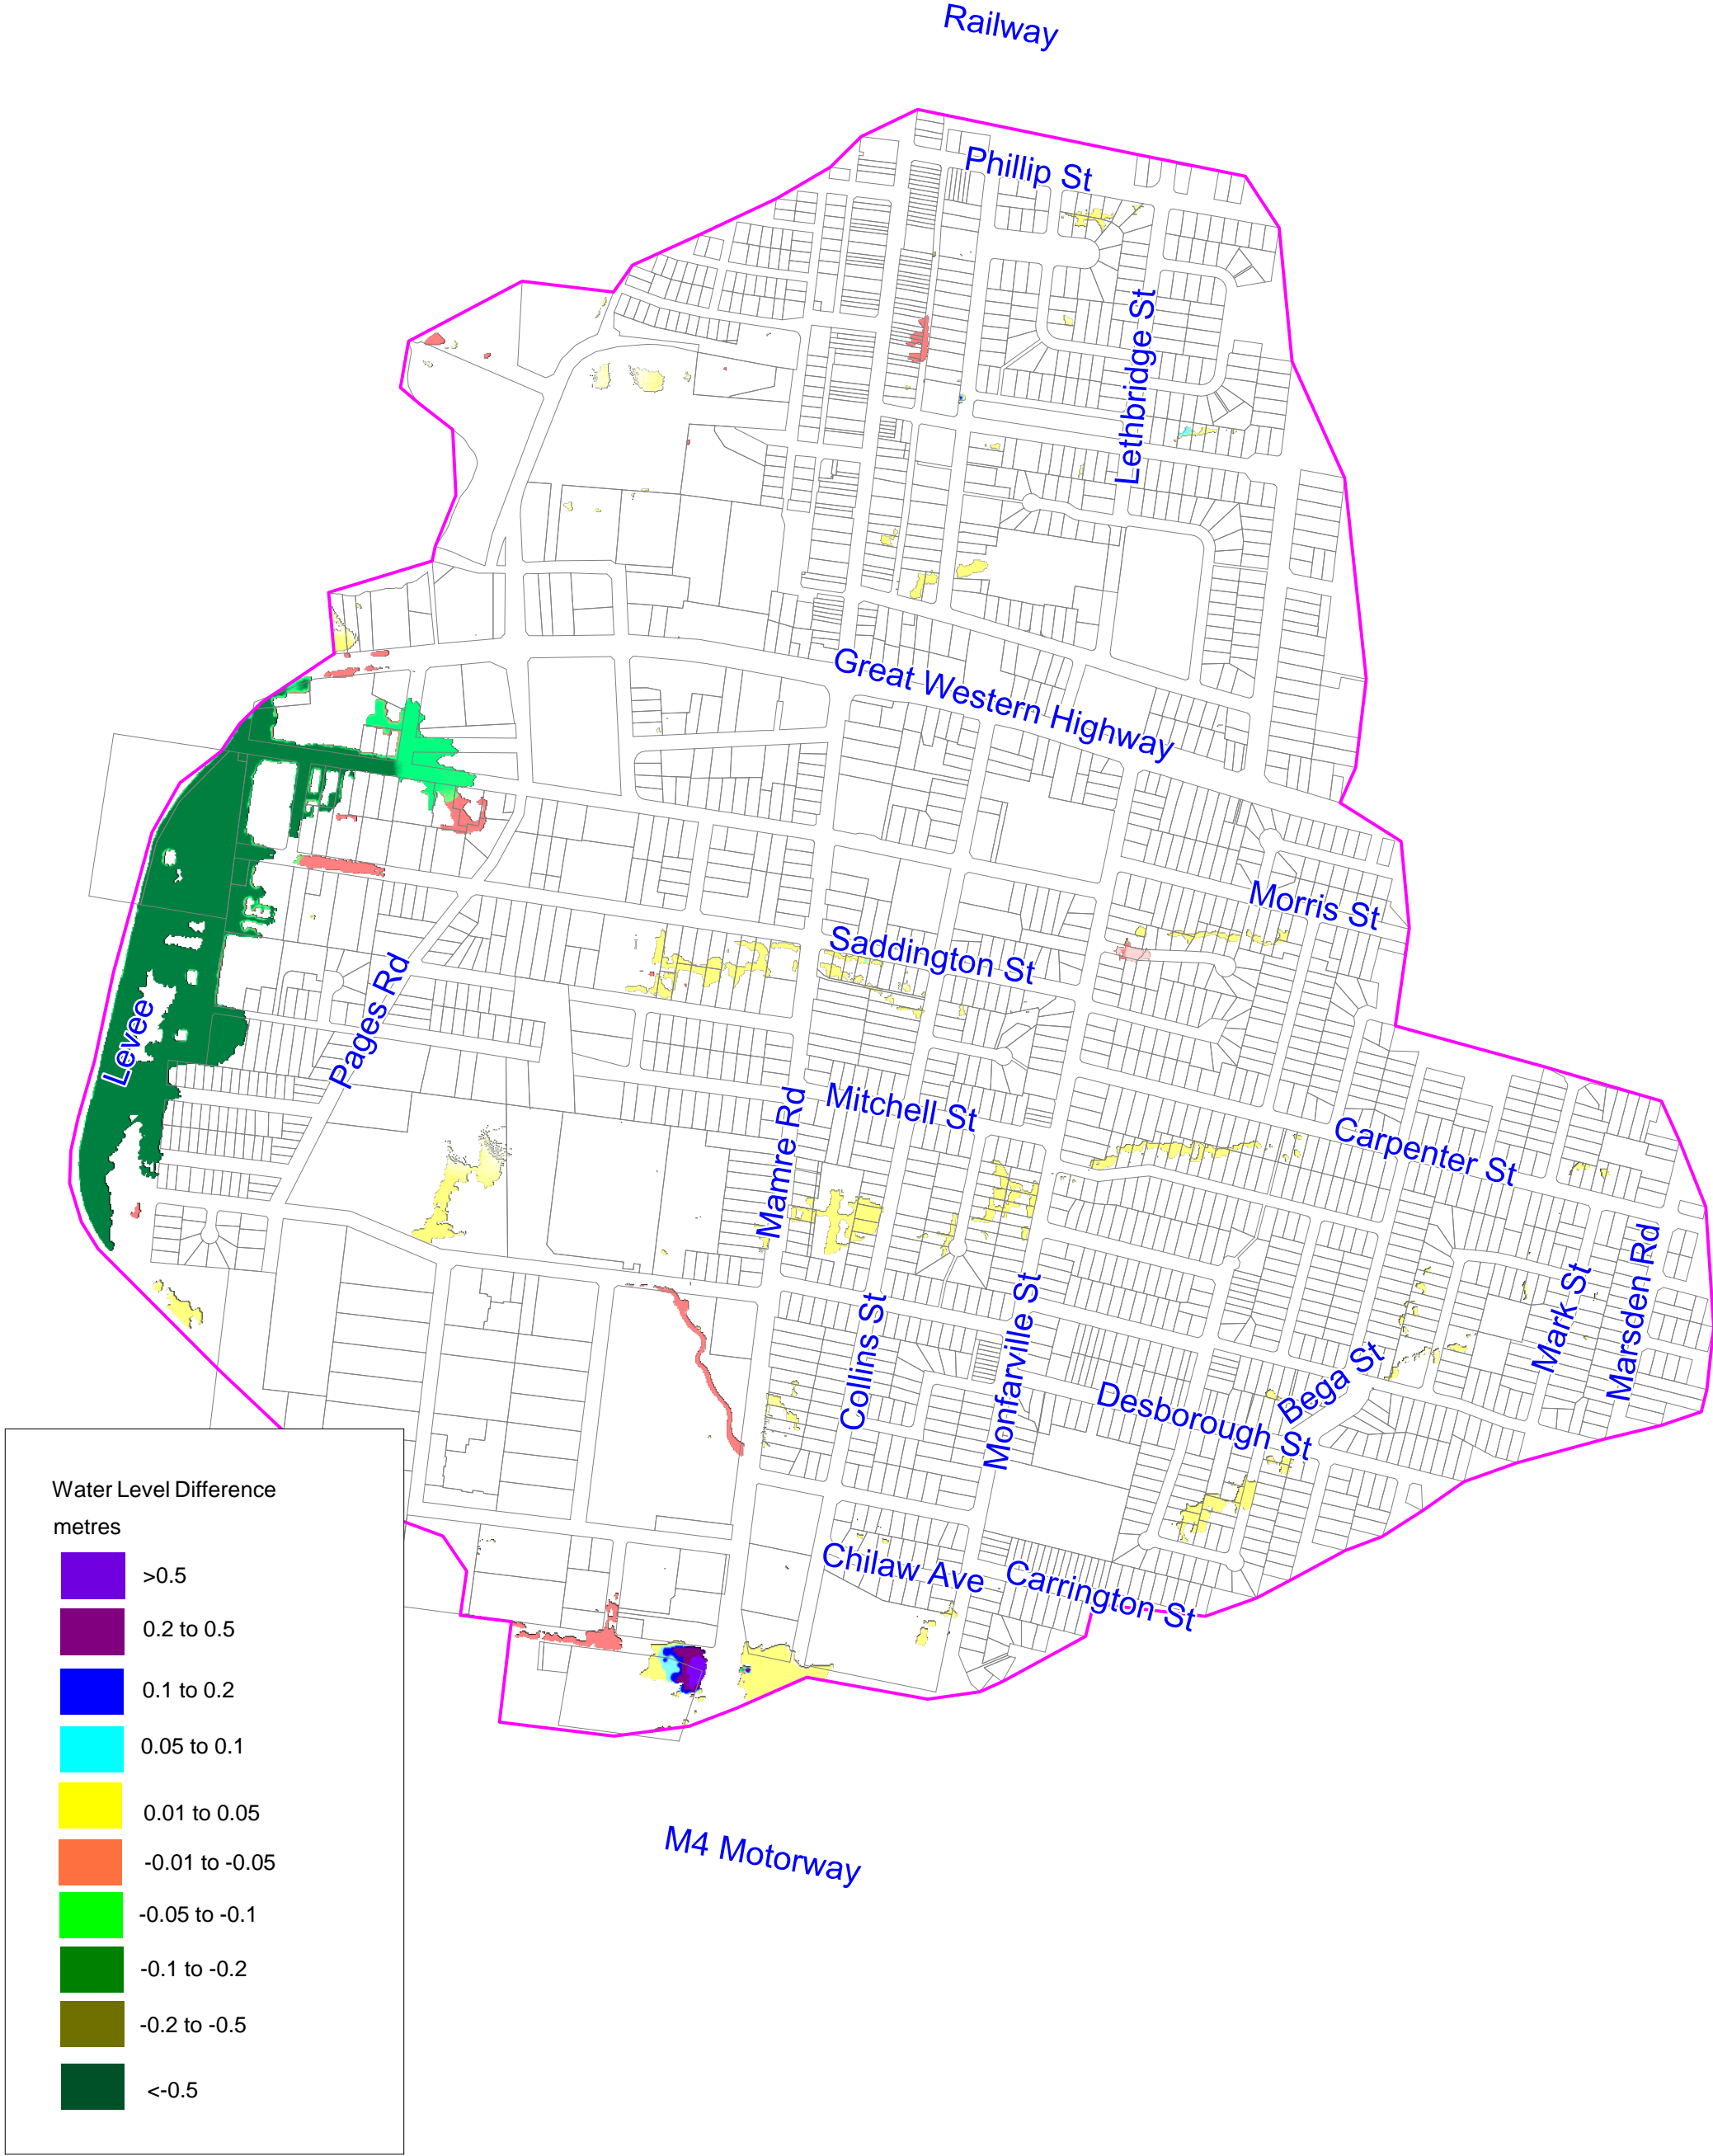 Railway
Phillip St
Lethbridge St
Great Western Highway
Morris St
Saddington St
Pages Rd
Levee
Mitchell St
Mamre Rd
Carpenter St
Collins St
Monfarville St
Mark St
Marsden Rd
Bega St
Desborough St
Chilaw Ave
Carrington St
M4 Motorway
Water Level Difference
metres
>0.5
0.2 to 0.5
0.1 to 0.2
0.05 to 0.1
0.01 to 0.05
-0.01 to -0.05
-0.05 to -0.1
-0.1 to -0.2
-0.2 to -0.5
<-0.5